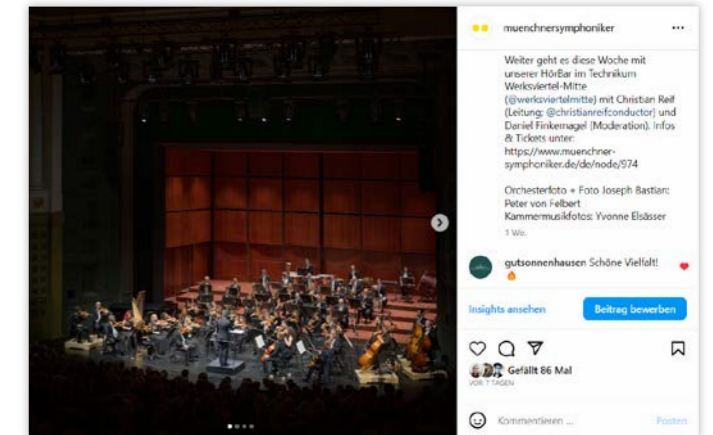 muenchnersymphoniker
Weiter geht es diese Woche mit
unserer HörBar im Technikum
Werksviertel-Mitte
(@werksviertelmitte) mit Christian Reif
(Leitung; @christianreifconductor) und
Daniel Finkernagel (Moderation). Infos
& Tickets unter:
https://www.muenchner-
symphoniker.de/de/node/974
Orchesterfoto + Foto Joseph Bastian:
Peter von Felbert
Kammermusikfotos: Yvonne Elsässer
1 Wo.
gutsonnenhausen Schöne Vielfalt!
🔥
Insights ansehen
Beitrag bewerben
Gefällt 86 Mal
VOR 7 TAGEN
Kommentieren ...
Posten